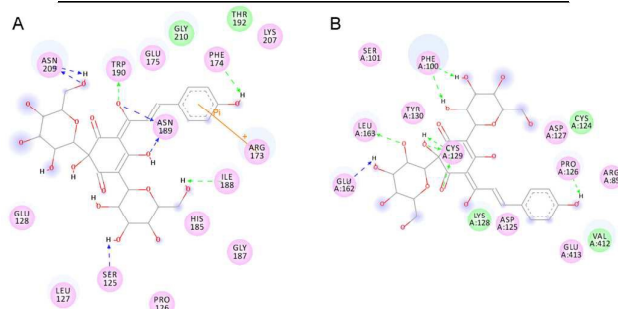 A
THR
192
GLY
210
LYS
207
ASN
209
TRP
190
GLU
175
PHE
174
H
H
ASN
189
Pi
+
ARG
173
H
ILE
188
H
HIS
185
GLU
128
GLY
187
H
SER
125
LEU
127
PRO
126
B
SER
A:101
PHE
A:100
H
H
TYR
A:130
LEU
A:163
ASP
A:127
CYS
A:124
H
CYS
A:129
H
GLU
A:162
PRO
A:126
ARG
H
LYS
A:128
ASP
A:125
GLU
A:413
VAL
A:412